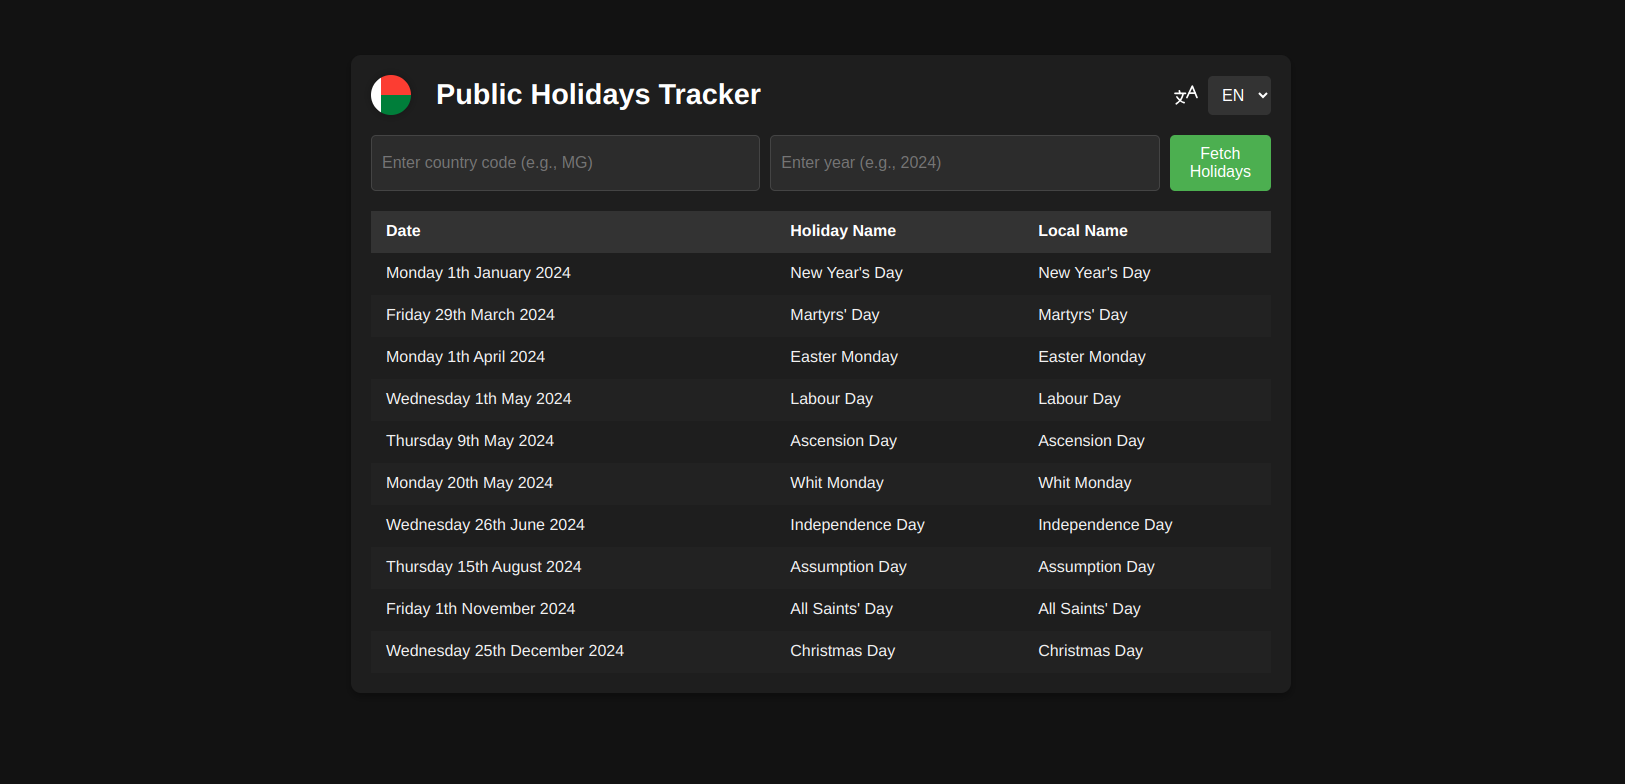 Public Holidays Tracker
文A
EN
Enter country code (e.g., MG)
Enter year (e.g., 2024)
Fetch
Holidays
Date Holiday Name Local Name
Monday 1th January 2024 New Year's Day New Year's Day
Friday 29th March 2024 Martyrs' Day Martyrs' Day
Monday 1th April 2024 Easter Monday Easter Monday
Wednesday 1th May 2024 Labour Day Labour Day
Thursday 9th May 2024 Ascension Day Ascension Day
Monday 20th May 2024 Whit Monday Whit Monday
Wednesday 26th June 2024 Independence Day Independence Day
Thursday 15th August 2024 Assumption Day Assumption Day
Friday 1th November 2024 All Saints' Day All Saints' Day
Wednesday 25th December 2024 Christmas Day Christmas Day